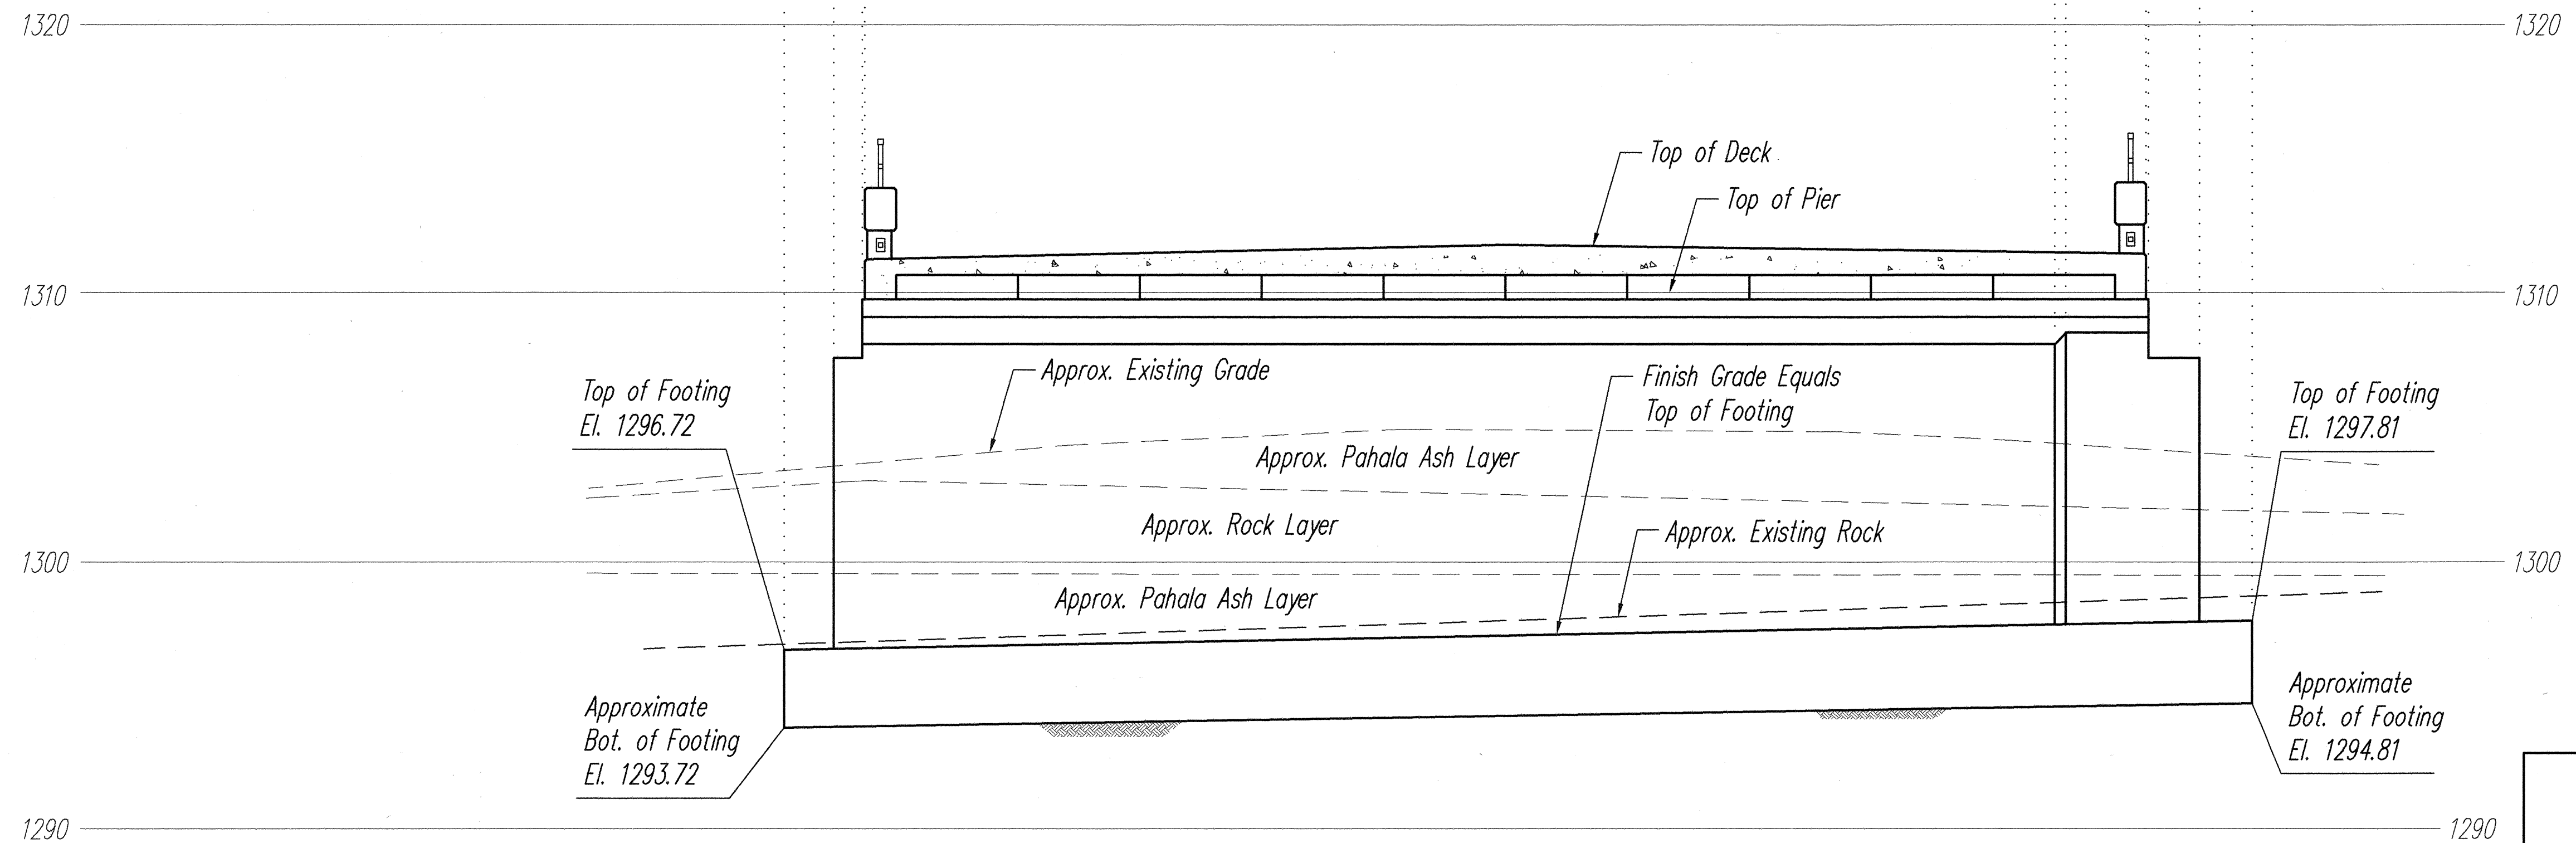 1320
1320
Top of Deck
Top of Pier
1310
1310
Approx. Existing Grade
Finish Grade Equals
Top of Footing
Top of Footing
El. 1296.72
Top of Footing
El. 1297.81
Approx. Pahala Ash Layer
Approx. Rock Layer
Approx. Existing Rock
1300
1300
Approx. Pahala Ash Layer
Approximate
Bot. of Footing
El. 1293.72
Approximate
Bot. of Footing
El. 1294.81
1290
1290